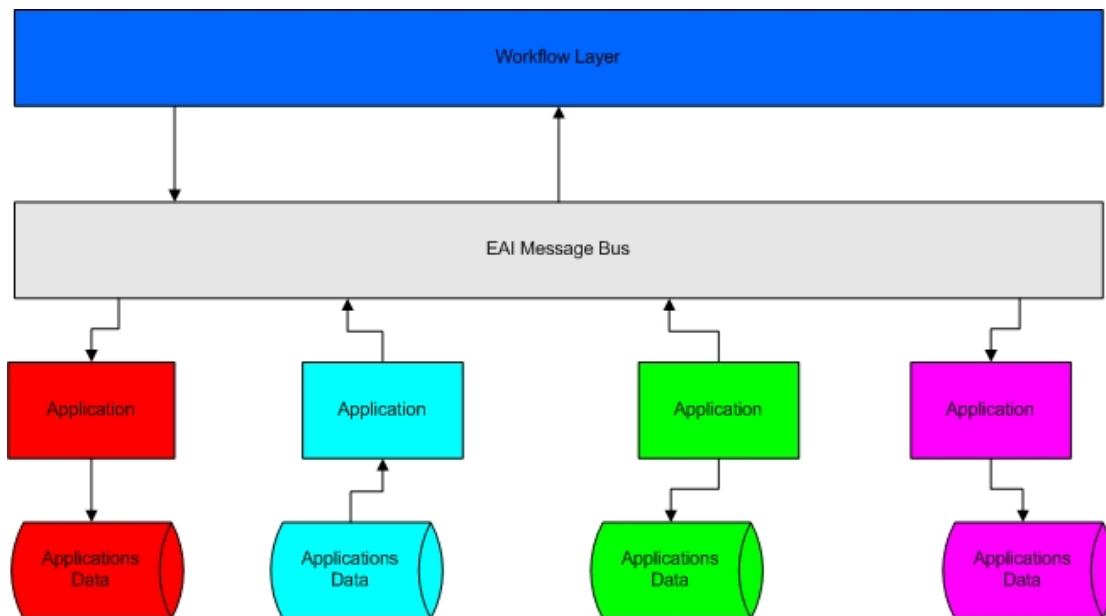 Workflow Layer
EAI Message Bus
Application
Application
Application
Application
Applications
Data
Applications
Data
Applications
Data
Applications
Data